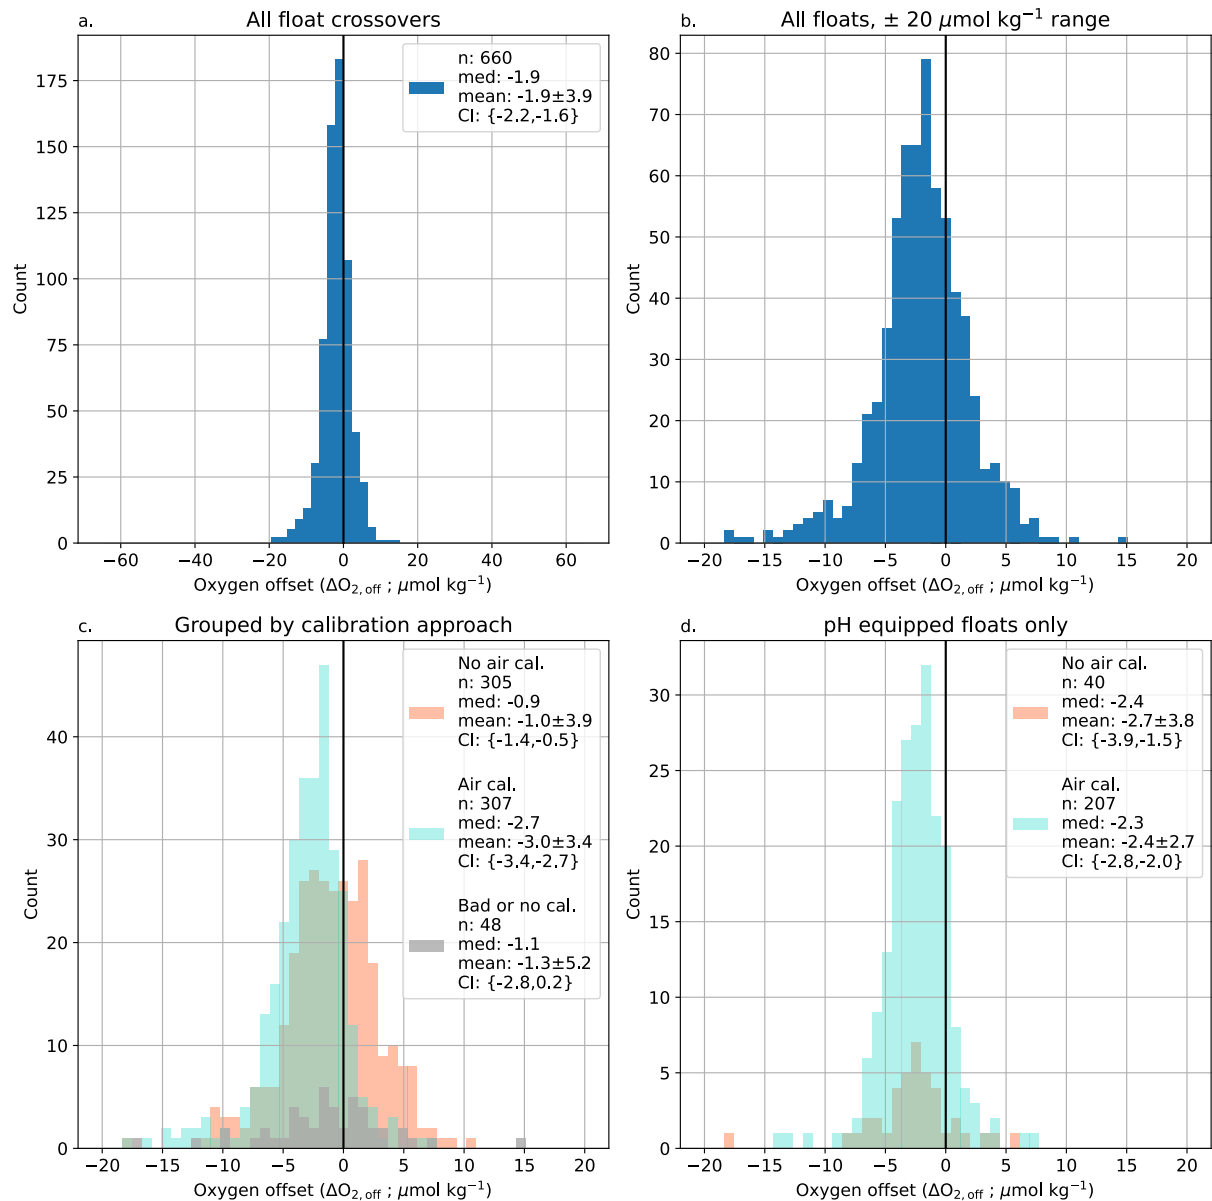 a.
All float crossovers
n: 660
med: -1.9
mean: -1.9±3.9
CI: {-2.2,-1.6}
Count
175
150
125
100
75
50
25
0
−60
−40
−20
0
20
40
60
Oxygen offset (ΔO2,off ; μmol kg−1)
b.
All floats, ± 20 μmol kg−1 range
Count
80
70
60
50
40
30
20
10
0
−20
−15
−10
−5
0
5
10
15
20
Oxygen offset (ΔO2,off ; μmol kg−1)
c.
Grouped by calibration approach
No air cal.
n: 305
med: -0.9
mean: -1.0±3.9
CI: {-1.4,-0.5}
Air cal.
n: 307
med: -2.7
mean: -3.0±3.4
CI: {-3.4,-2.7}
Bad or no cal.
n: 48
med: -1.1
mean: -1.3±5.2
CI: {-2.8,0.2}
Count
40
30
20
10
0
−20
−15
−10
−5
0
5
10
15
20
Oxygen offset (ΔO2,off ; μmol kg−1)
d.
pH equipped floats only
No air cal.
n: 40
med: -2.4
mean: -2.7±3.8
CI: {-3.9,-1.5}
Air cal.
n: 207
med: -2.3
mean: -2.4±2.7
CI: {-2.8,-2.0}
Count
30
25
20
15
10
5
0
−20
−15
−10
−5
0
5
10
15
20
Oxygen offset (ΔO2,off ; μmol kg−1)